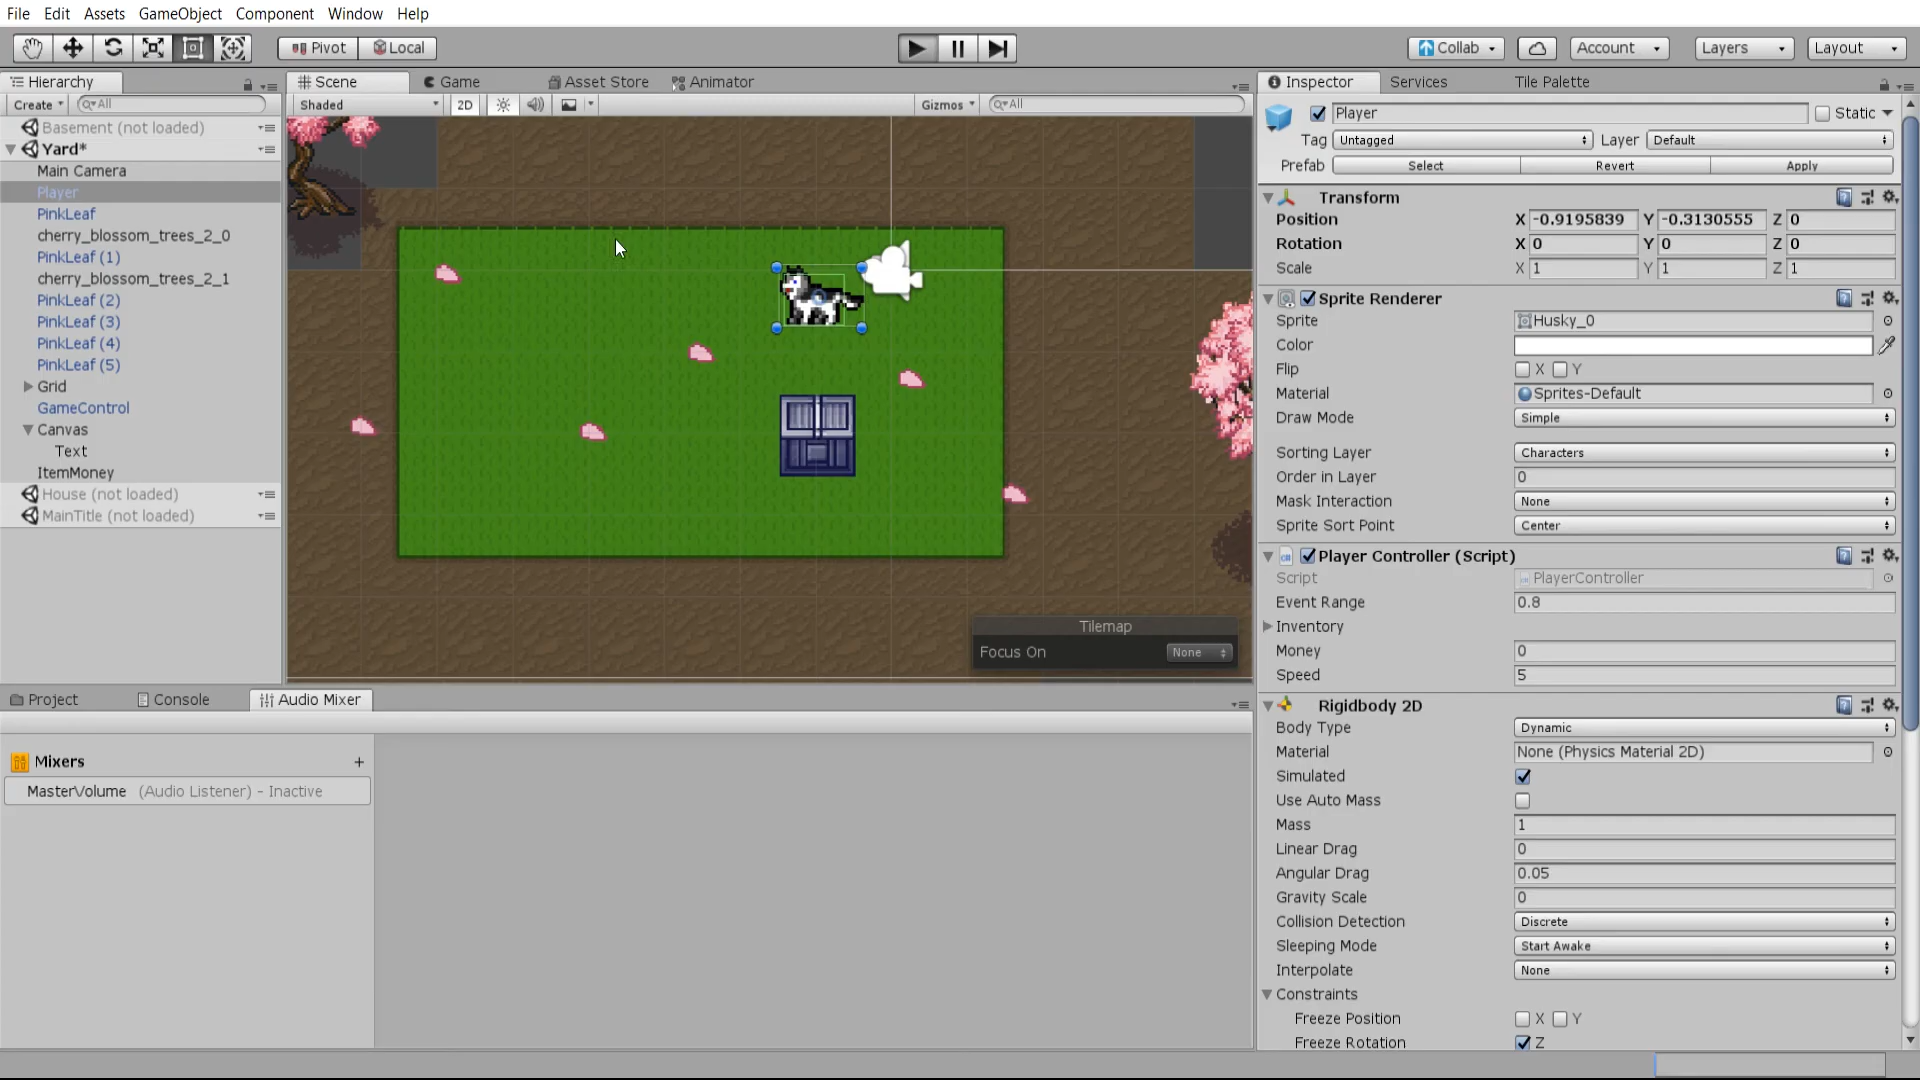 File Edit Assets GameObject Component Window Help
Pivot Local Collab Account Layers Layout
Hierarchy
Create All
Basement (not loaded)
Yard*
Main Camera
Player
PinkLeaf
cherry_blossom_trees_2_0
PinkLeaf (1)
cherry_blossom_trees_2_1
PinkLeaf (2)
PinkLeaf (3)
PinkLeaf (4)
PinkLeaf (5)
Grid
GameControl
Canvas
Text
ItemMoney
House (not loaded)
MainTitle (not loaded)
Scene Game Asset Store Animator
Shaded 2D Gizmos All
Tilemap
Focus On None
Project Console Audio Mixer
Mixers +
MasterVolume (Audio Listener) - Inactive
Inspector Services Tile Palette
Player Static
Tag Untagged Layer Default
Prefab Select Revert Apply
Transform
Position X -0.9195839 Y -0.3130555 Z 0
Rotation X 0 Y 0 Z 0
Scale X 1 Y 1 Z 1
Sprite Renderer
Sprite Husky_0
Color
Flip X Y
Material Sprites-Default
Draw Mode Simple
Sorting Layer Characters
Order in Layer 0
Mask Interaction None
Sprite Sort Point Center
Player Controller (Script)
Script PlayerController
Event Range 0.8
Inventory
Money 0
Speed 5
Rigidbody 2D
Body Type Dynamic
Material None (Physics Material 2D)
Simulated
Use Auto Mass
Mass 1
Linear Drag 0
Angular Drag 0.05
Gravity Scale 0
Collision Detection Discrete
Sleeping Mode Start Awake
Interpolate None
Constraints
Freeze Position X Y
Freeze Rotation Z